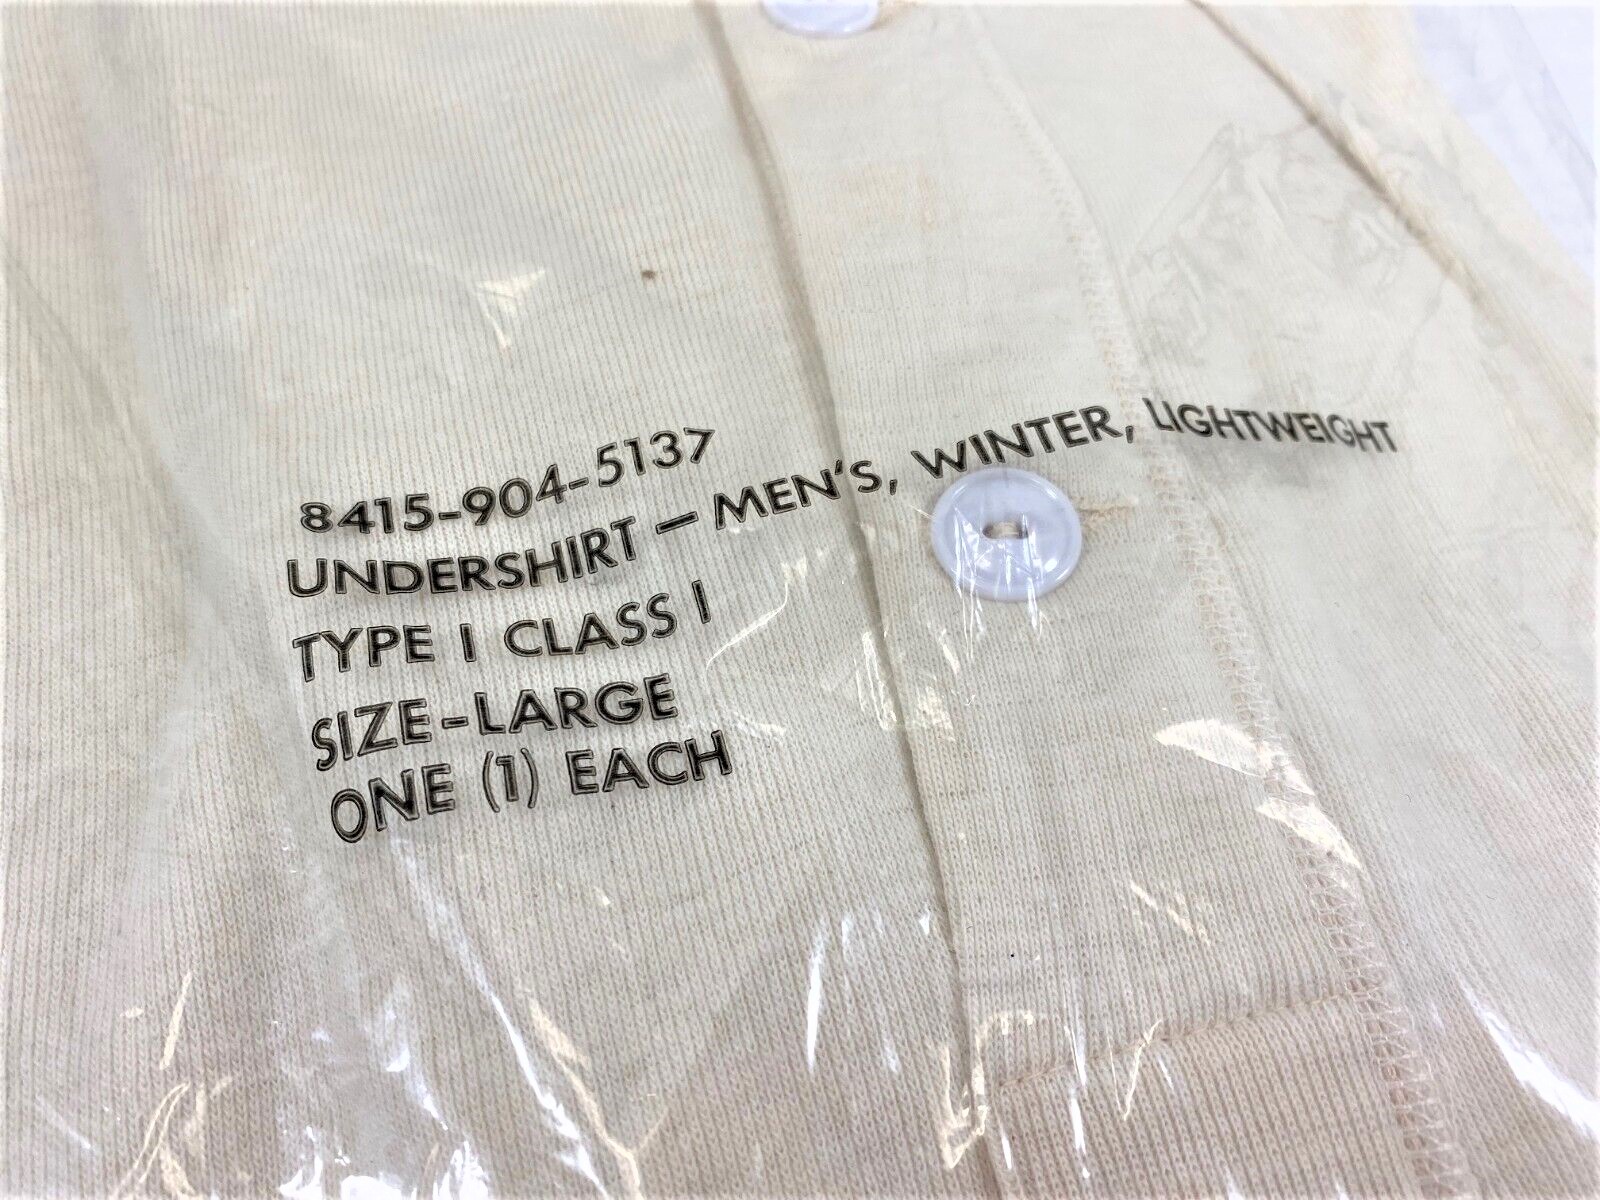 8415-904-5137
UNDERSHIRT — MEN'S, WINTER, LIGHTWEIGHT
TYPE I CLASS I
SIZE-LARGE
ONE (1) EACH